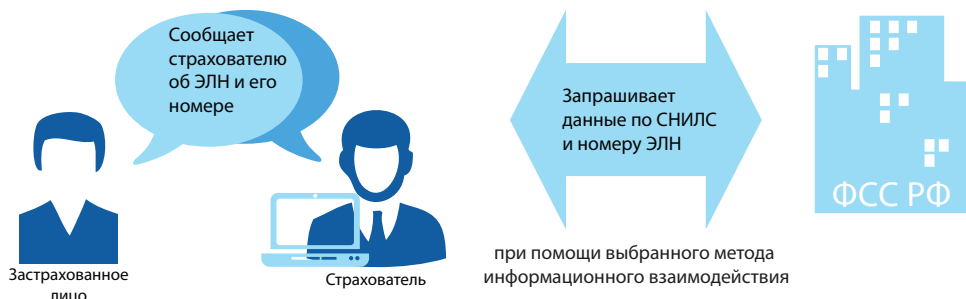 Сообщает
страхователю
об ЭЛН и его
номере
Застрахованное
лицо
Страхователь
Запрашивает
данные по СНИЛС
и номеру ЭЛН
при помощи выбранного метода
информационного взаимодействия
ФСС РФ